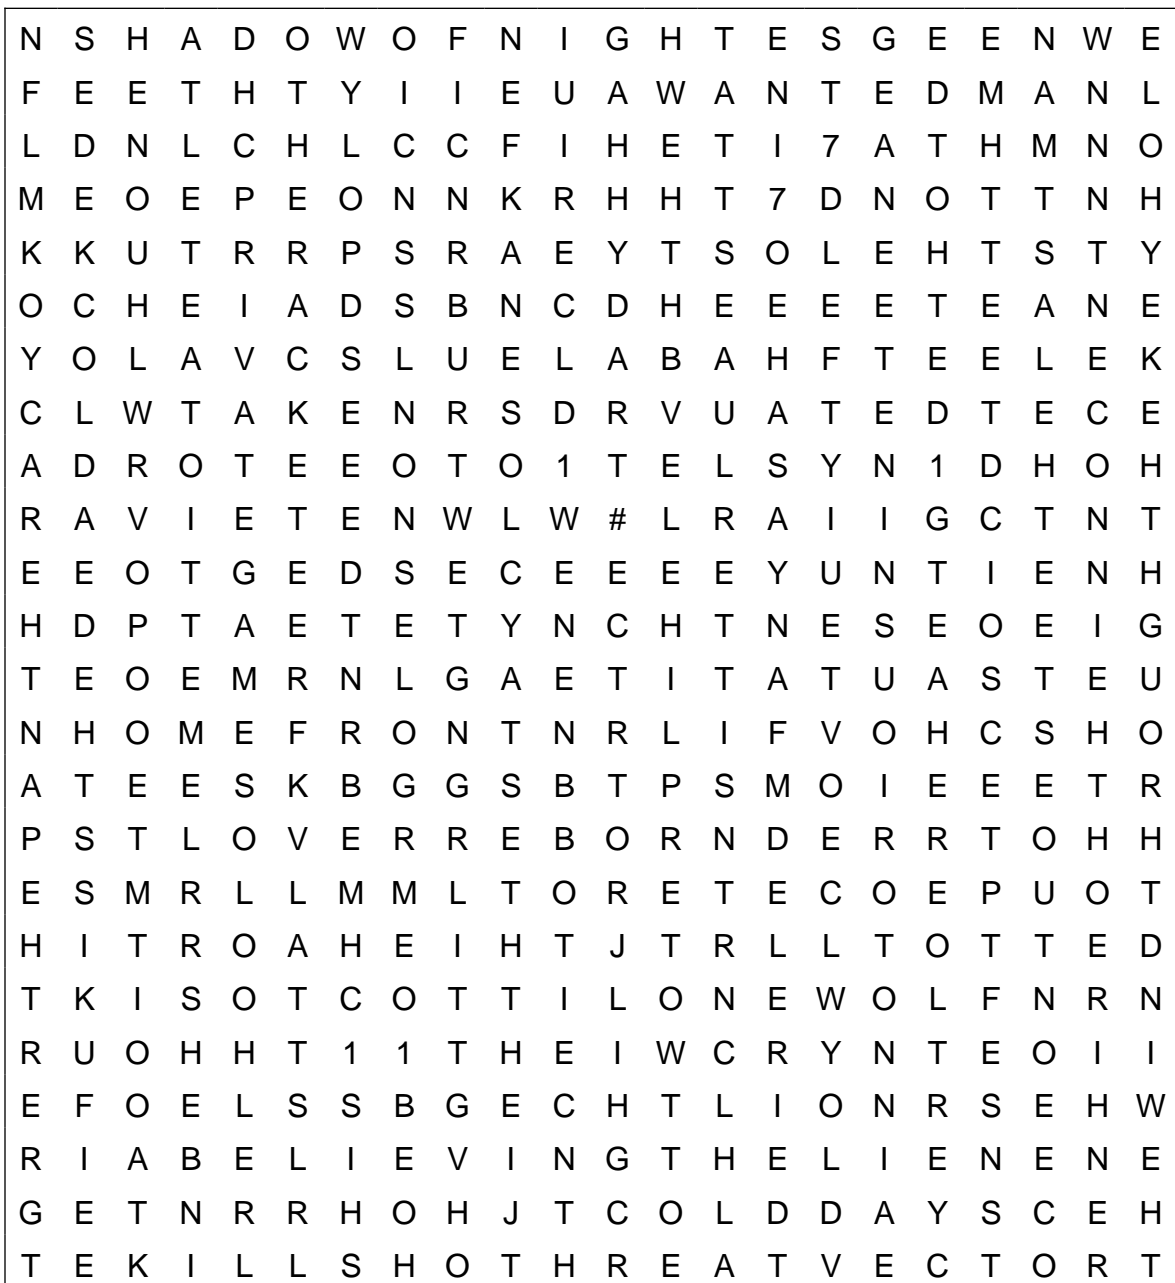 N S H A D O W O F N I G H T E S G E E N W E
F E E T H T Y I I E U A W A N T E D M A N L
L D N L C H L C C F I H E T I 7 A T H M N O
M E O E P E O N N K R H H T 7 D N O T T N H
K K U T R R P S R A E Y T S O L E H T S T Y
O C H E I A D S B N C D H E E E E T E A N E
Y O L A V C S L U E L A B A H F T E E L E K
C L W T A K E N R S D R V U A T E D T E C E
A D R O T E E O T O 1 T E L S Y N 1 D H O H
R A V I E T E N W L W # L R A I I G C T N T
E E O T G E D S E C E E E E Y U N T I E N H
H D P T A E T E T Y N C H T N E S E O E I G
T E O E M R N L G A E T I T A T U A S T E U
N H O M E F R O N T N R L I F V O H C S H O
A T E E S K B G G S B T P S M O I E E E T R
P S T L O V E R R E B O R N D E R R T O H H
E S M R L L M M L T O R E T E C O E P U O T
H I T R O A H E I H T J T R L L T O T T E D
T K I S O T C O T T I L O N E W O L F N R N
R U O H H T 1 1 T H E I W C R Y N T E O I I
E F O E L S S B G E C H T L I O N R S E H W
R I A B E L I E V I N G T H E L I E N E N E
G E T N R R H O H J T C O L D D A Y S C E H
T E K I L L S H O T H R E A T V E C T O R T